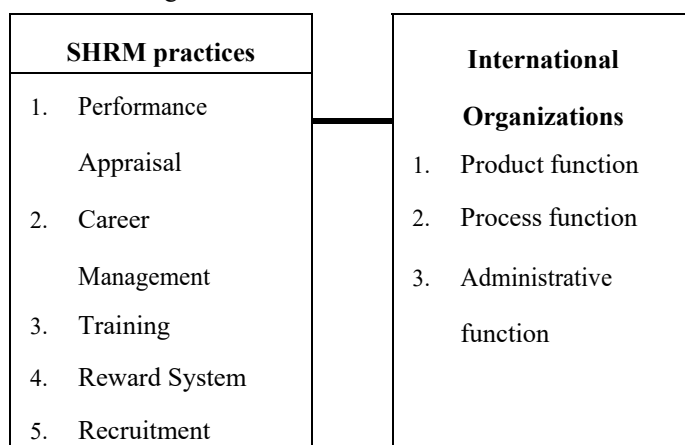 SHRM practices
1. Performance
Appraisal
2. Career
Management
3. Training
4. Reward System
5. Recruitment
International
Organizations
1. Product function
2. Process function
3. Administrative
function